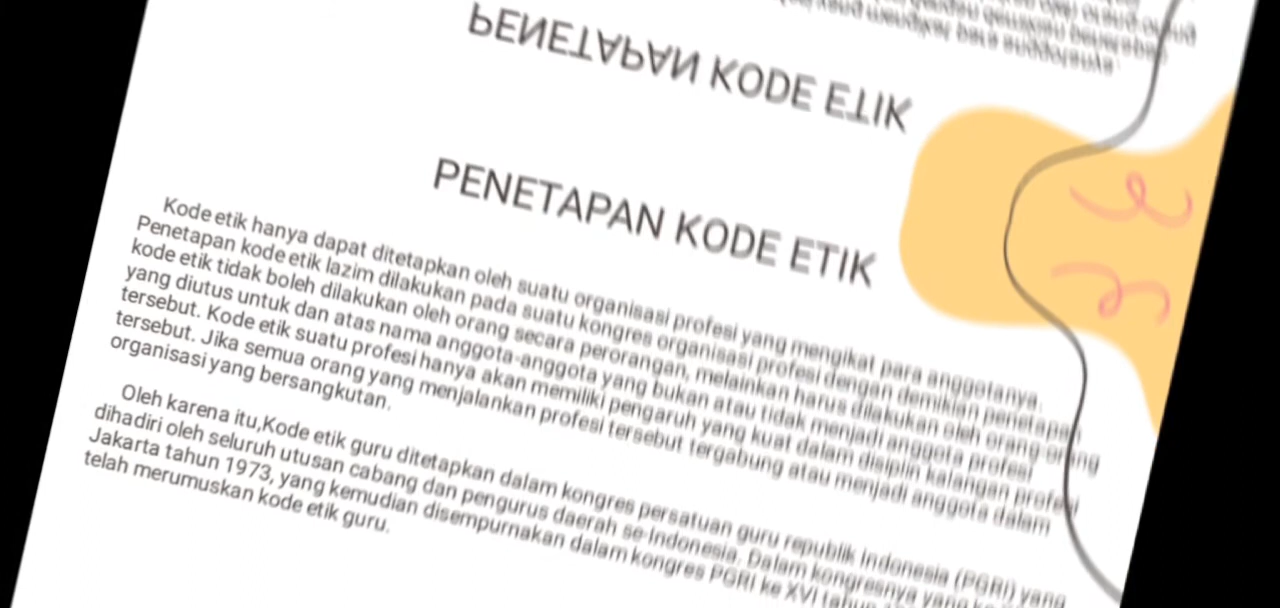 yang mengikat para anggotanya.
PENETAPAN KODE ETIK
PENETAPAN KODE ETIK
Kode etik hanya dapat ditetapkan oleh suatu organisasi profesi yang mengikat para anggotanya.
Penetapan kode etik lazim dilakukan pada suatu kongres organisasi profesi dengan demikian penetapan
kode etik tidak boleh dilakukan oleh orang secara perorangan, melainkan harus dilakukan oleh orang-orang
yang diutus untuk dan atas nama anggota-anggota yang bukan atau tidak menjadi anggota profesi
tersebut. Kode etik suatu profesi hanya akan memiliki pengaruh yang kuat dalam disiplin kalangan profesi
tersebut. Jika semua orang yang menjalankan profesi tersebut tergabung atau menjadi anggota dalam
organisasi yang bersangkutan.
Oleh karena itu,Kode etik guru ditetapkan dalam kongres persatuan guru republik Indonesia (PGRI) yang
dihadiri oleh seluruh utusan cabang dan pengurus daerah se-Indonesia. Dalam kongresnya yang
Jakarta tahun 1973, yang kemudian disempurnakan dalam kongres PGRI ke XVI tahun
telah merumuskan kode etik guru.